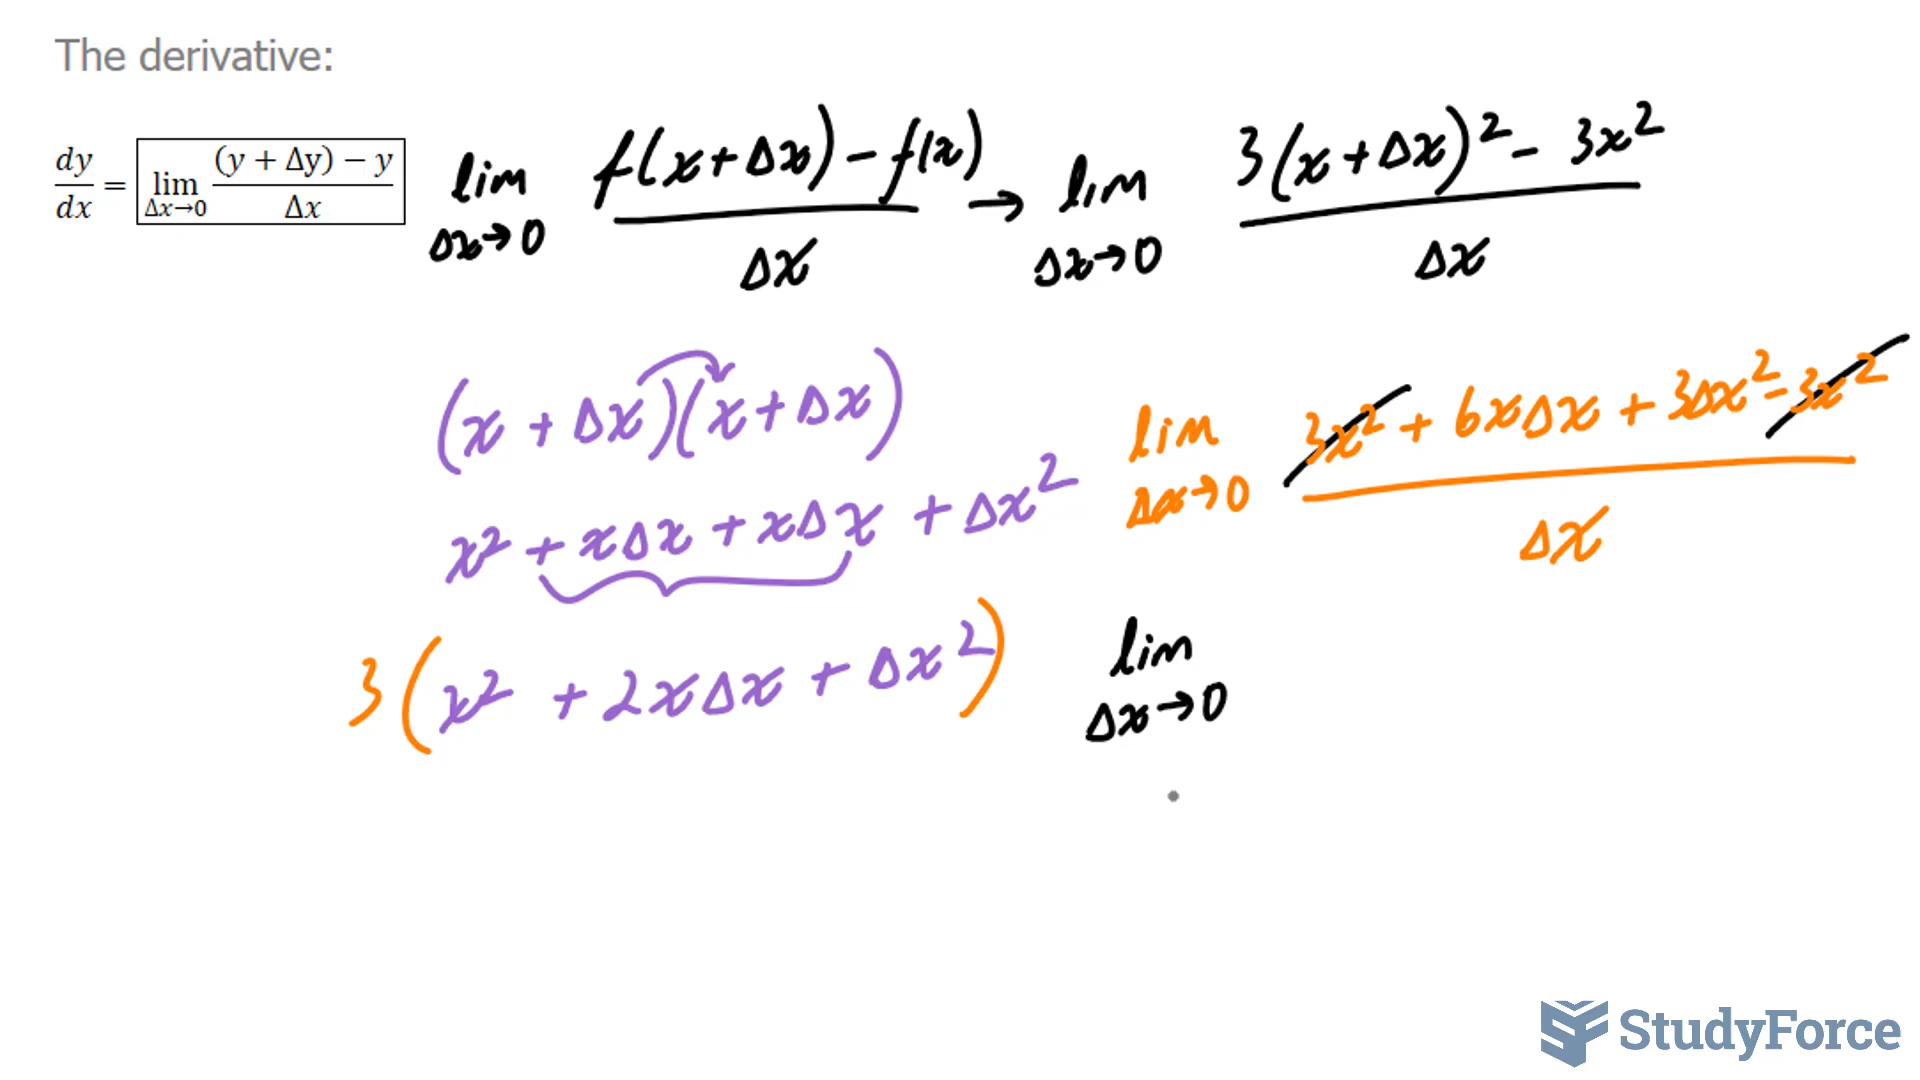 The derivative:
dy/dx = lim Δx→0 (y + Δy) − y / Δx
lim Δx→0 f(x+Δx) − f(x) / Δx → lim Δx→0 3(x+Δx)² − 3x² / Δx
(x + Δx)(x + Δx)
lim Δx→0 3x² + 6xΔx + 3Δx² − 3x² / Δx
x² + xΔx + xΔx + Δx²
3(x² + 2xΔx + Δx²)
lim Δx→0
StudyForce